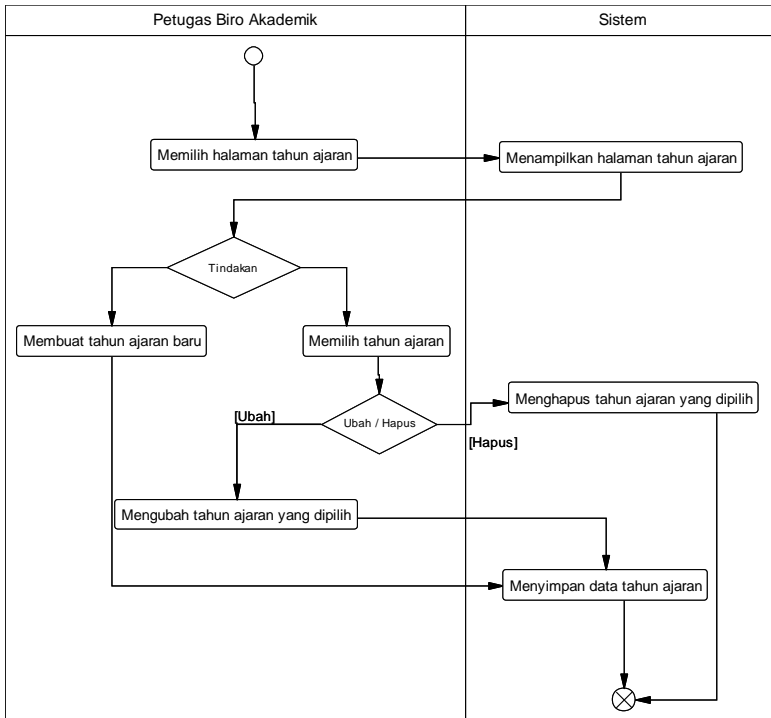 Petugas Biro Akademik
Sistem
Memilih halaman tahun ajaran
Menampilkan halaman tahun ajaran
Tindakan
Membuat tahun ajaran baru
Memilih tahun ajaran
[Ubah]
Ubah / Hapus
Menghapus tahun ajaran yang dipilih
[Hapus]
Mengubah tahun ajaran yang dipilih
Menyimpan data tahun ajaran